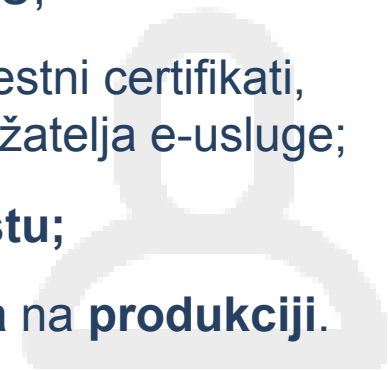 estni certifikati,
žatelja e-usluge;
stu;
na produkciji.